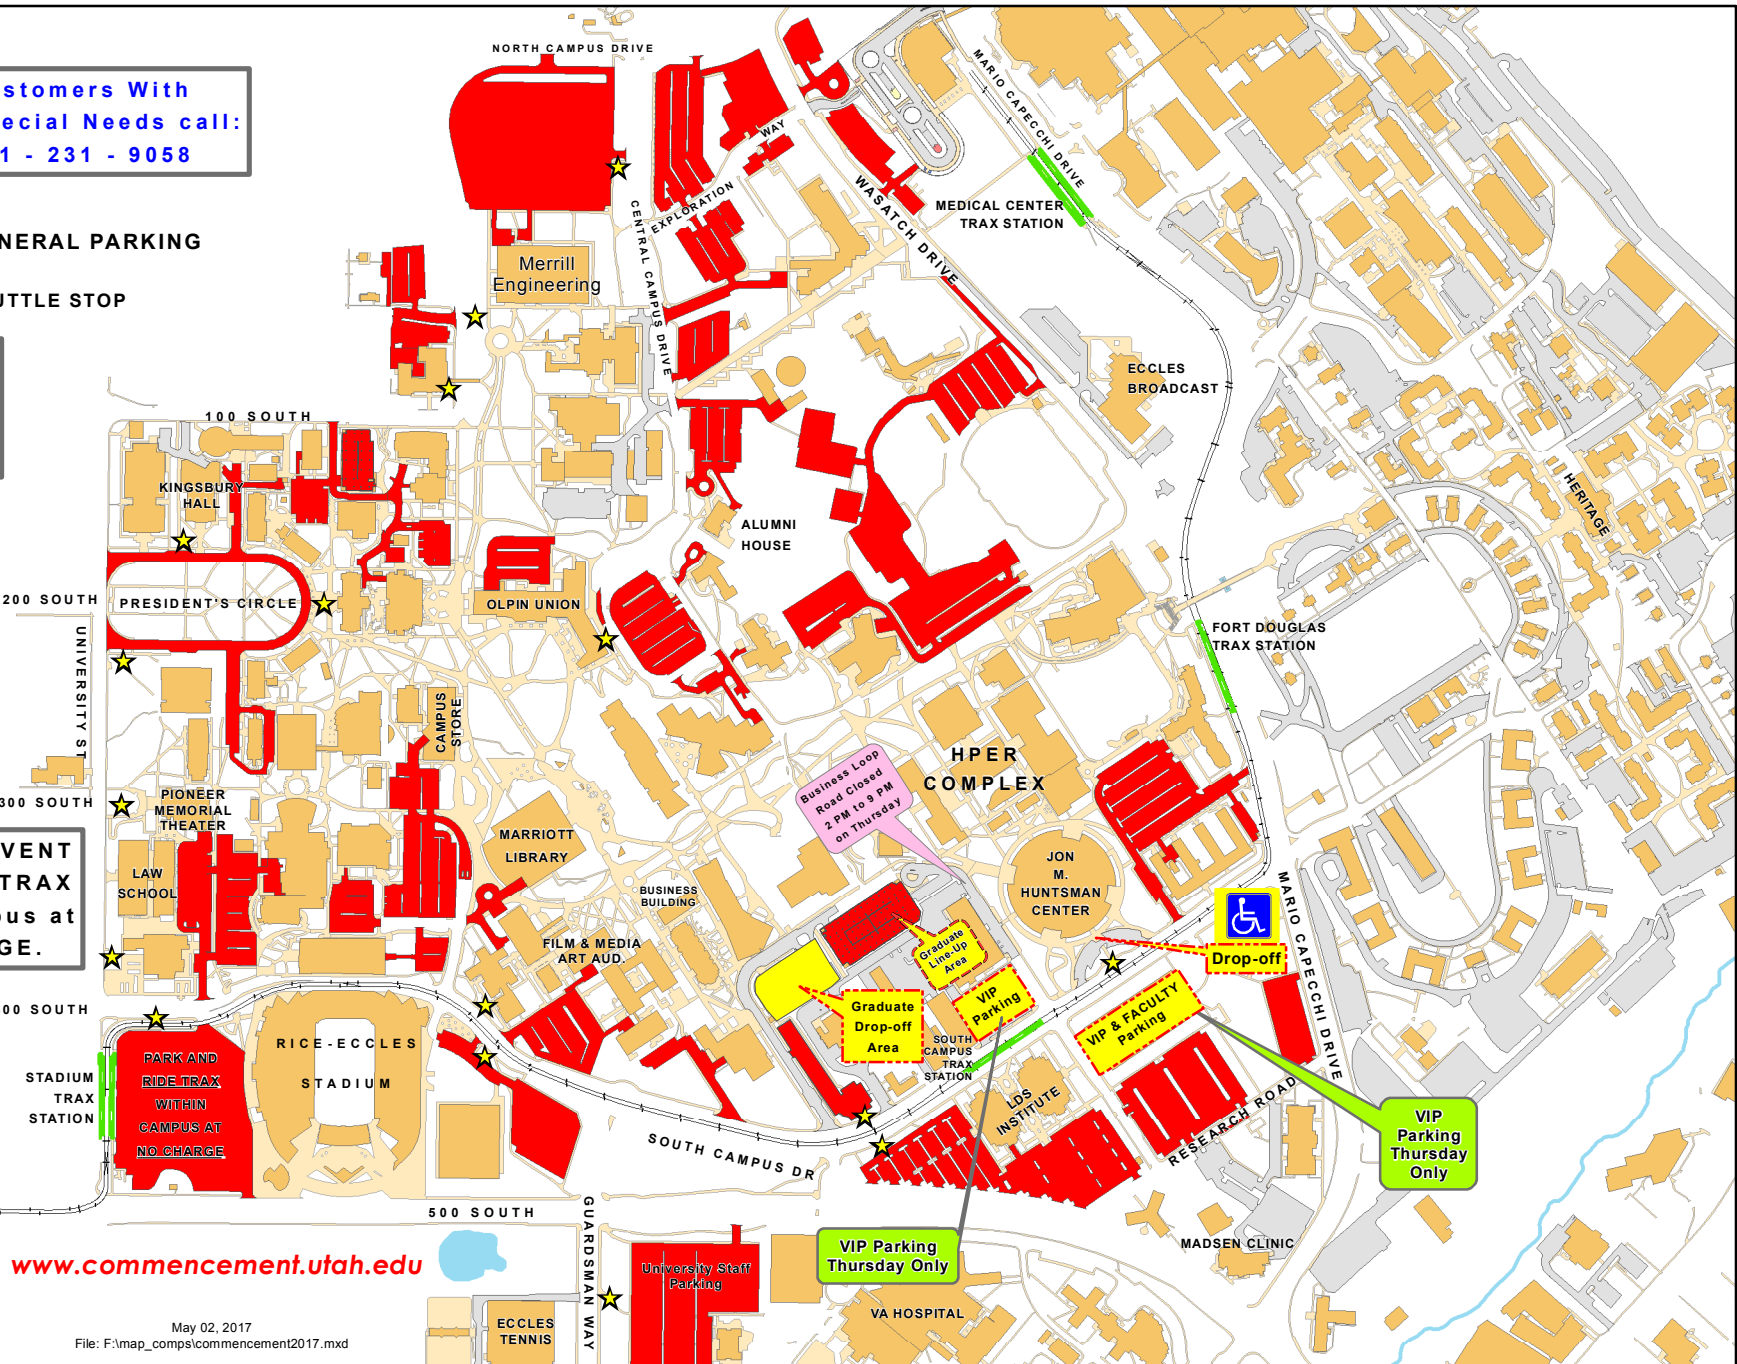 NORTH CAMPUS DRIVE
stomers With
ecial Needs call:
1 - 231 - 9058
MARIO CAPECCHI DRIVE
WAY
EXPLORATION
WASATCH DRIVE
MEDICAL CENTER
TRAX STATION
CENTRAL CAMPUS DRIVE
NERAL PARKING
UTTLE STOP
Merrill
Engineering
ECCLES
BROADCAST
100 SOUTH
KINGSBURY
HALL
HERITAGE
ALUMNI
HOUSE
200 SOUTH
PRESIDENT'S CIRCLE
OLPIN UNION
UNIVERSITY ST
FORT DOUGLAS
TRAX STATION
CAMPUS
STORE
HPER
COMPLEX
Business Loop
Road Closed
2 PM to 9 PM
on Thursday
300 SOUTH
PIONEER
MEMORIAL
THEATER
MARRIOTT
LIBRARY
VENT
TRAX
ous at
GE.
LAW
SCHOOL
BUSINESS
BUILDING
JON
M.
HUNTSMAN
CENTER
MARIO CAPECCHI DRIVE
FILM & MEDIA
ART AUD.
Graduate
Line-Up
Area
Drop-off
VIP
Parking
VIP & FACULTY
Parking
Graduate
Drop-off
Area
00 SOUTH
RICE-ECCLES
STADIUM
SOUTH
CAMPUS
TRAX
STATION
STADIUM
TRAX
STATION
PARK AND
RIDE TRAX
WITHIN
CAMPUS AT
NO CHARGE
LDS
INSTITUTE
RESEARCH ROAD
VIP
Parking
Thursday
Only
SOUTH CAMPUS DR
500 SOUTH
GUARDSMAN WAY
VIP Parking
Thursday Only
MADSEN CLINIC
www.commencement.utah.edu
University Staff
Parking
VA HOSPITAL
ECCLES
TENNIS
May 02, 2017
File: F:\map_comps\commencement2017.mxd